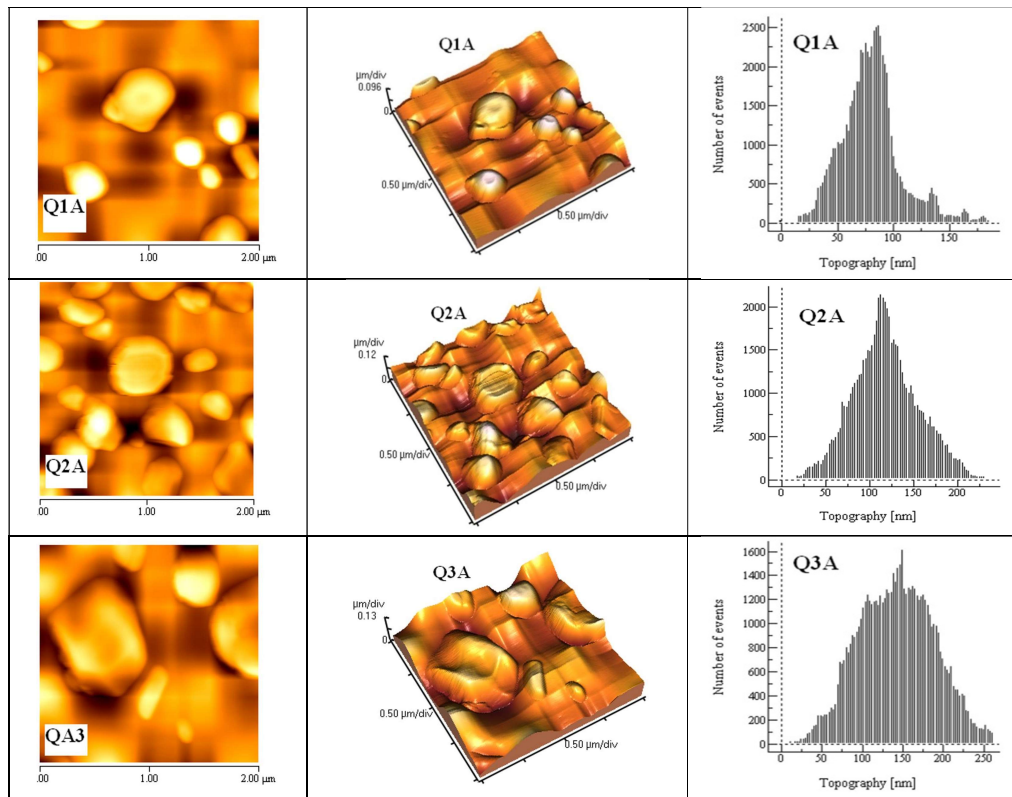 Q1A
.00 1.00 2.00 µm
Q1A
µm/div
0.096
0
0.50 µm/div
0.50 µm/div
Q1A
Number of events
2500
2000
1500
1000
500
0
0 50 100 150
Topography [nm]
Q2A
.00 1.00 2.00 µm
Q2A
µm/div
0.12
0
0.50 µm/div
0.50 µm/div
Q2A
Number of events
2000
1500
1000
500
0
0 50 100 150 200
Topography [nm]
QA3
.00 1.00 2.00 µm
Q3A
µm/div
0.13
0
0.50 µm/div
0.50 µm/div
Q3A
Number of events
1600
1400
1200
1000
800
600
400
200
0
0 50 100 150 200 250
Topography [nm]